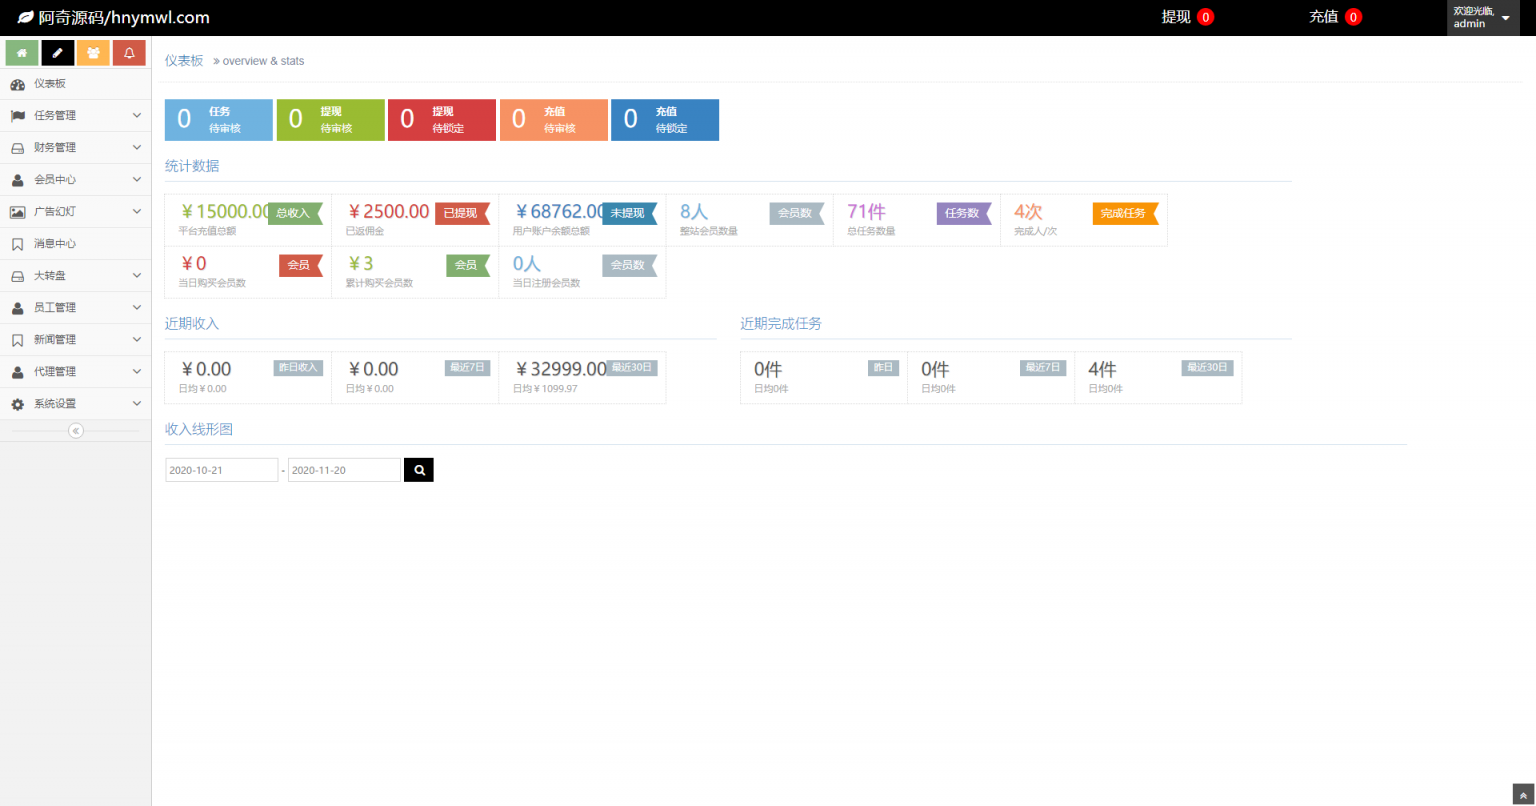 阿奇源码/hnymwl.com
提现 0
充值 0
欢迎光临,
admin
仪表板
任务管理
财务管理
会员中心
广告幻灯
消息中心
大转盘
员工管理
新闻管理
代理管理
系统设置
仪表板 » overview & stats
0 任务 待审核
0 提现 待审核
0 提现 待锁定
0 充值 待审核
0 充值 待锁定
统计数据
￥15000.00 总收入
平台充值总额
￥2500.00 已提现
已返佣金
￥68762.00 未提现
用户账户余额总额
8人 会员数
整站会员数量
71件 任务数
总任务数量
4次 完成任务
完成人/次
￥0 会员
当日购买会员数
￥3 会员
累计购买会员数
0人 会员数
当日注册会员数
近期收入
￥0.00 昨日收入
日均￥0.00
￥0.00 最近7日
日均￥0.00
￥32999.00 最近30日
日均￥1099.97
近期完成任务
0件 昨日
日均0件
0件 最近7日
日均0件
4件 最近30日
日均0件
收入线形图
2020-10-21 - 2020-11-20